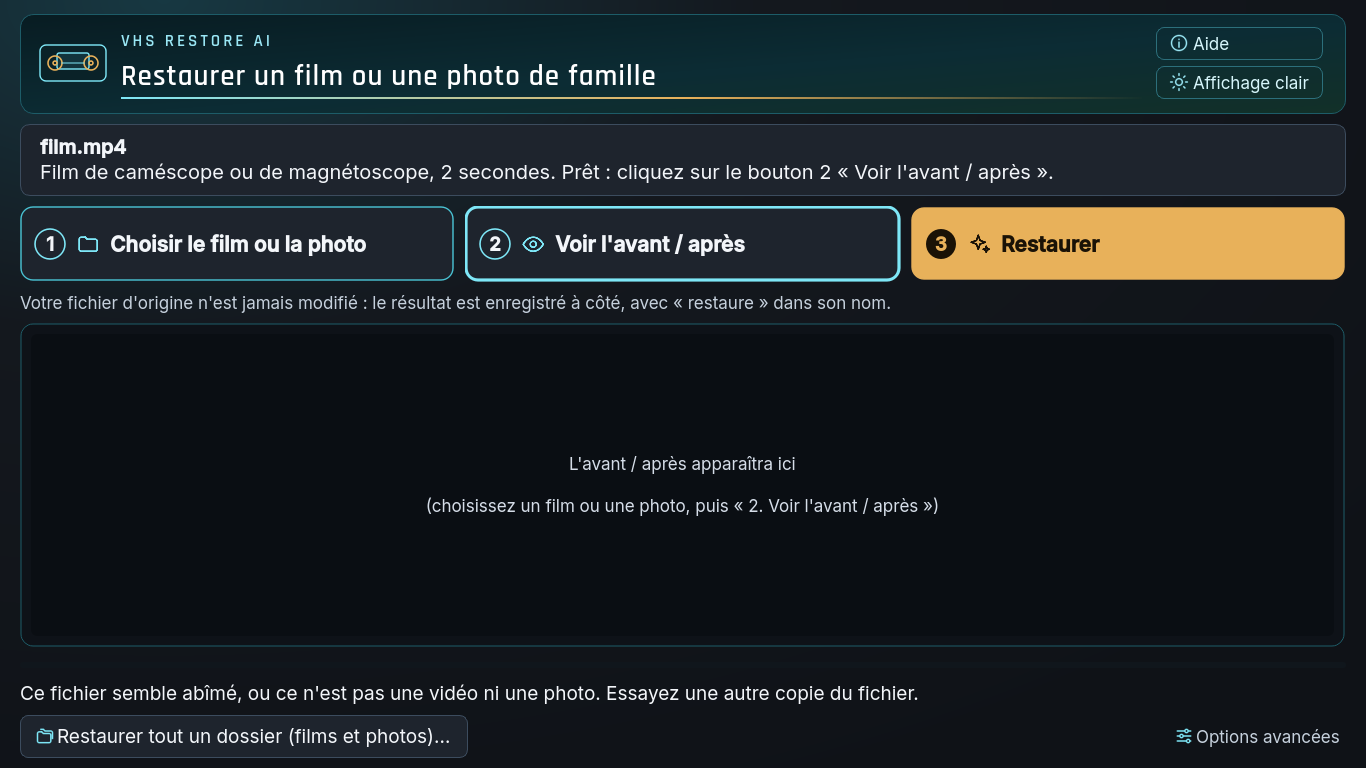 VHS RESTORE AI
Restaurer un film ou une photo de famille
Aide
Affichage clair
film.mp4
Film de caméscope ou de magnétoscope, 2 secondes. Prêt : cliquez sur le bouton 2 « Voir l'avant / après ».
1 Choisir le film ou la photo
2 Voir l'avant / après
3 Restaurer
Votre fichier d'origine n'est jamais modifié : le résultat est enregistré à côté, avec « restaure » dans son nom.
L'avant / après apparaîtra ici
(choisissez un film ou une photo, puis « 2. Voir l'avant / après »)
Ce fichier semble abîmé, ou ce n'est pas une vidéo ni une photo. Essayez une autre copie du fichier.
Restaurer tout un dossier (films et photos)...
Options avancées